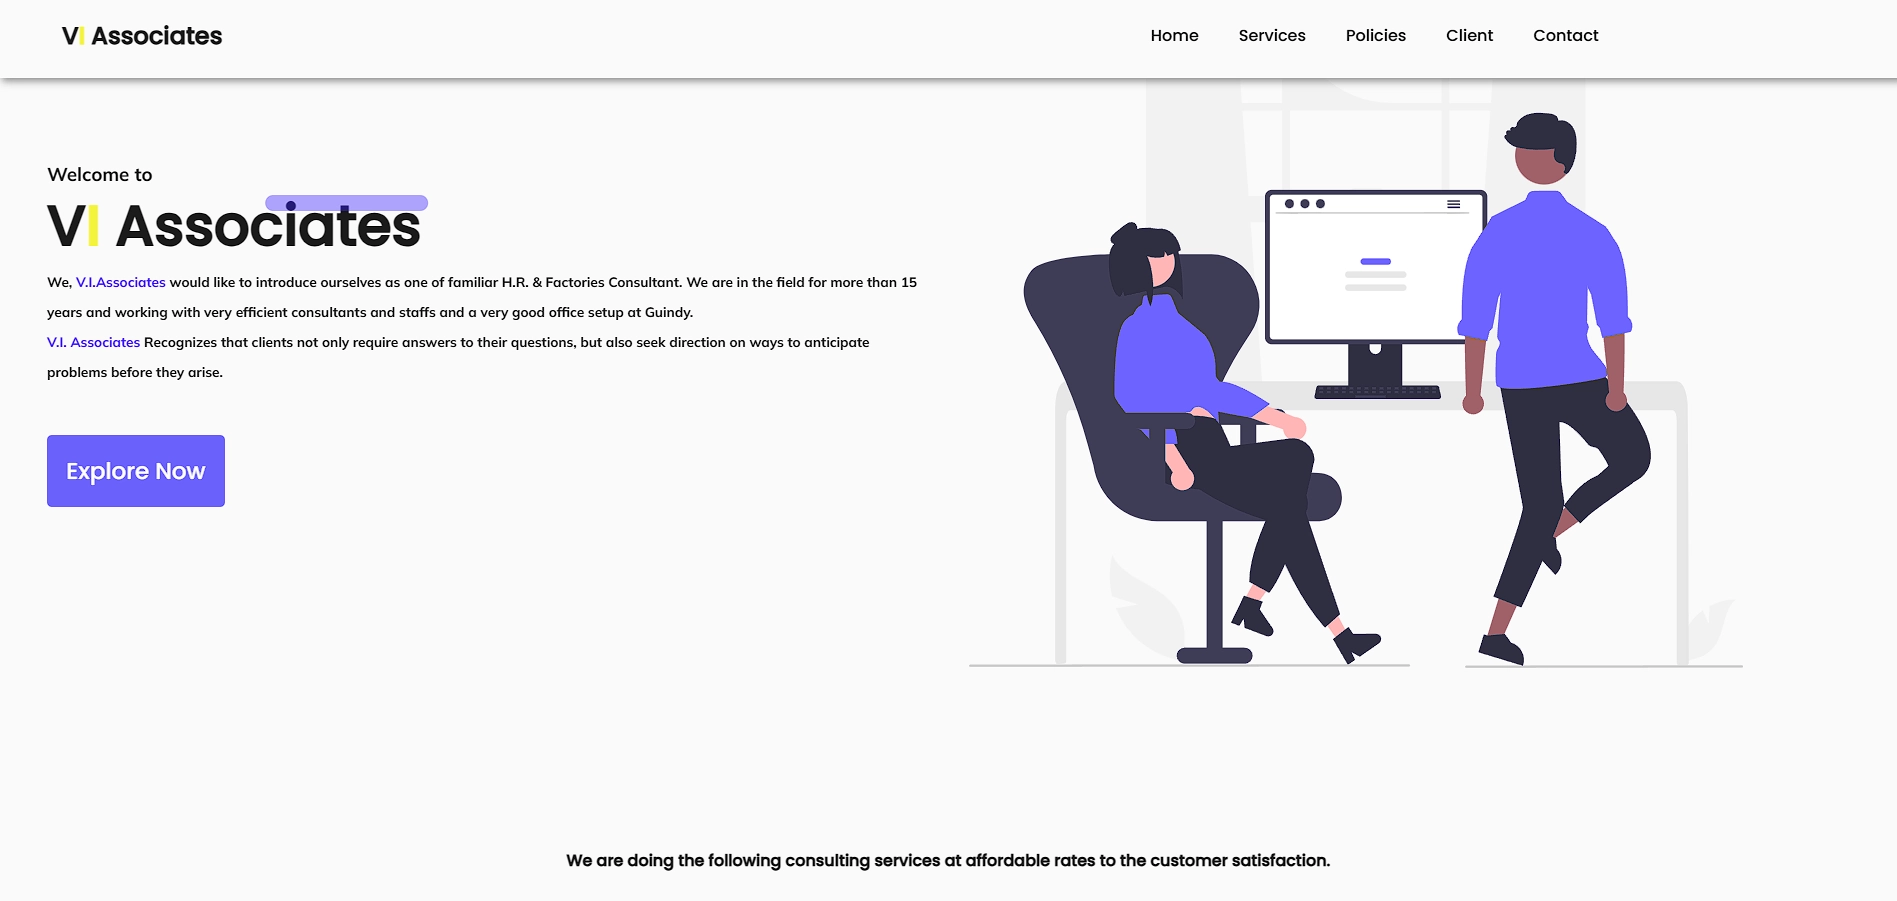 VI Associates
Home
Services
Policies
Client
Contact
Welcome to
VI Associates
We, V.I.Associates would like to introduce ourselves as one of familiar H.R. & Factories Consultant. We are in the field for more than 15
years and working with very efficient consultants and staffs and a very good office setup at Guindy.
V.I. Associates Recognizes that clients not only require answers to their questions, but also seek direction on ways to anticipate
problems before they arise.
Explore Now
We are doing the following consulting services at affordable rates to the customer satisfaction.